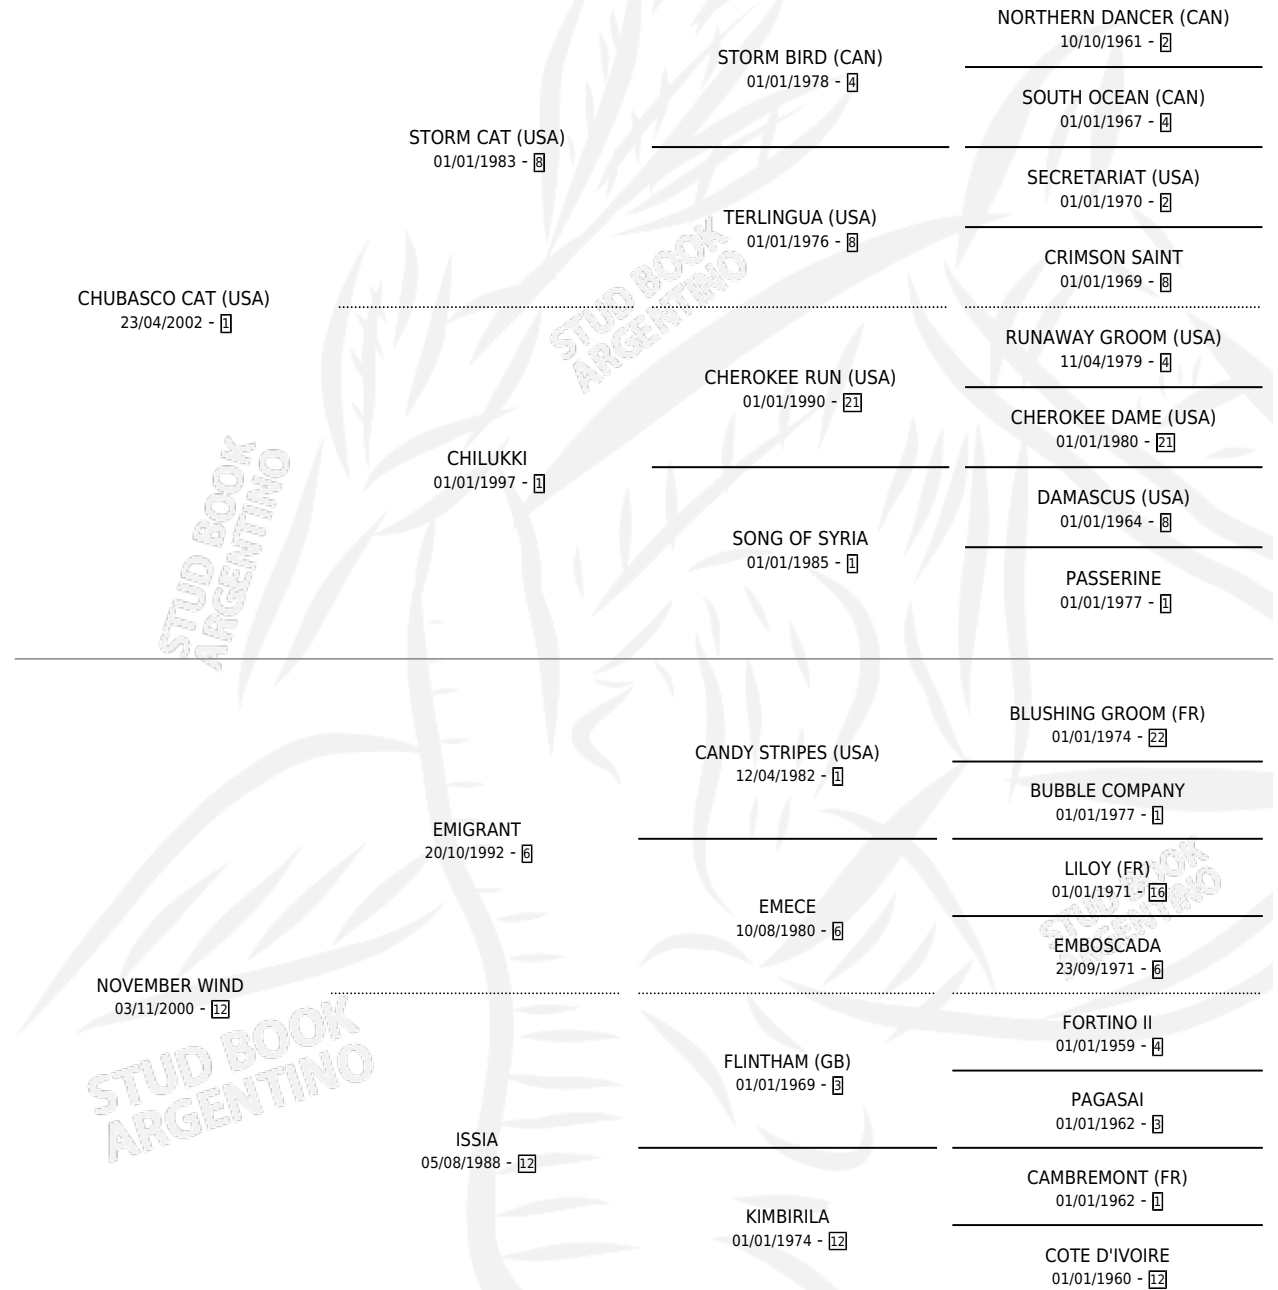 NORTHERN DANCER (CAN)
10/10/1961 - 2
STORM BIRD (CAN)
01/01/1978 - 4
SOUTH OCEAN (CAN)
01/01/1967 - 4
STORM CAT (USA)
01/01/1983 - 8
SECRETARIAT (USA)
01/01/1970 - 2
TERLINGUA (USA)
01/01/1976 - 8
CRIMSON SAINT
01/01/1969 - 8
CHUBASCO CAT (USA)
23/04/2002 - 1
RUNAWAY GROOM (USA)
11/04/1979 - 4
CHEROKEE RUN (USA)
01/01/1990 - 21
CHEROKEE DAME (USA)
01/01/1980 - 21
CHILUKKI
01/01/1997 - 1
DAMASCUS (USA)
01/01/1964 - 8
SONG OF SYRIA
01/01/1985 - 1
PASSERINE
01/01/1977 - 1
BLUSHING GROOM (FR)
01/01/1974 - 22
CANDY STRIPES (USA)
12/04/1982 - 1
BUBBLE COMPANY
01/01/1977 - 1
EMIGRANT
20/10/1992 - 6
LILOY (FR)
01/01/1971 - 16
EMECE
10/08/1980 - 6
EMBOSCADA
23/09/1971 - 6
NOVEMBER WIND
03/11/2000 - 12
FORTINO II
01/01/1959 - 4
FLINTHAM (GB)
01/01/1969 - 3
PAGASAI
01/01/1962 - 3
ISSIA
05/08/1988 - 12
CAMBREMONT (FR)
01/01/1962 - 1
KIMBIRILA
01/01/1974 - 12
COTE D'IVOIRE
01/01/1960 - 12
STUD BOOK
ARGENTINO
STUD BOOK
ARGENTINO
STUD BOOK
ARGENTINO
STUD BOOK
ARGENTINO